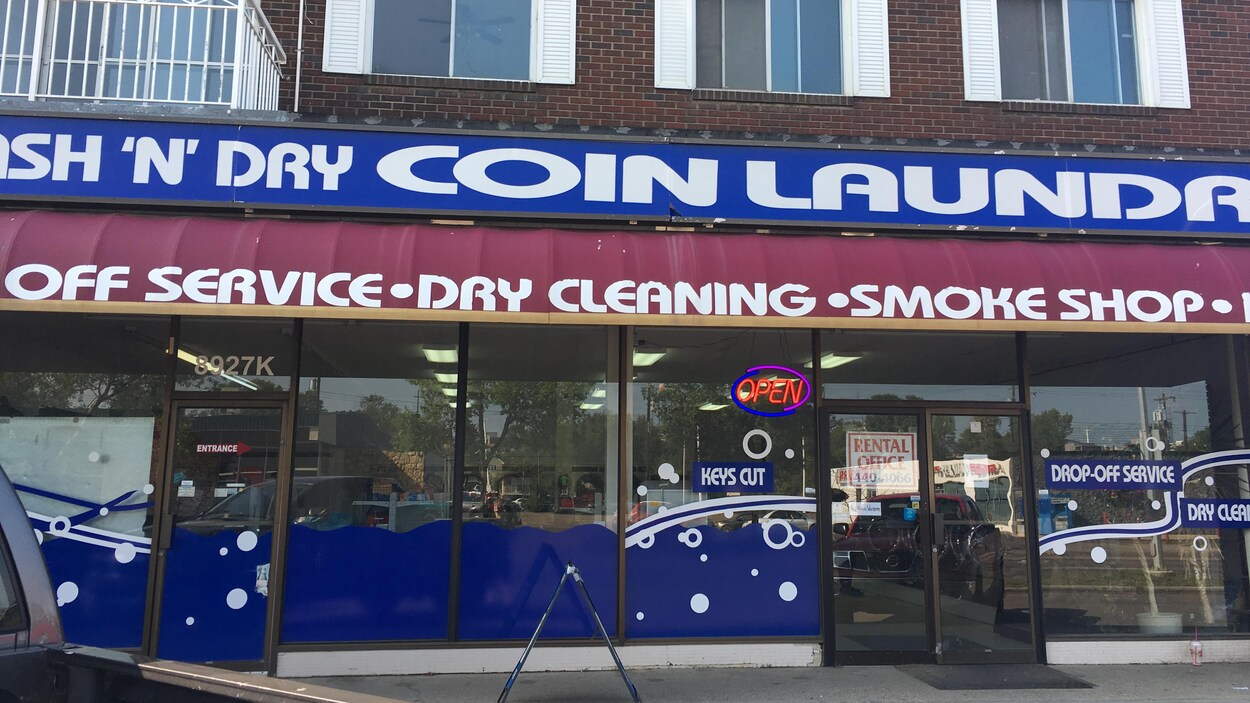 ASH 'N' DRY COIN LAUNDR
OFF SERVICE • DRY CLEANING • SMOKE SHOP •
8927K
OPEN
ENTRANCE
RENTAL
OFFICE
KEYS CUT
DROP-OFF SERVICE
DRY CLEA